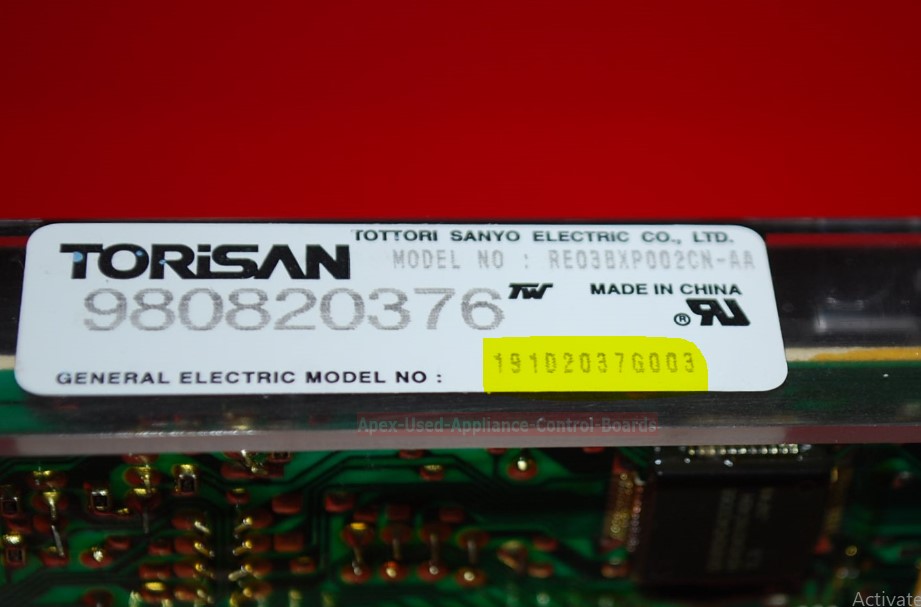 TOTTORI SANYO ELECTRIC CO., LTD.
TORiSAN
MODEL NO : RE03BXP002CN-AA
980820376
MADE IN CHINA
®
GENERAL ELECTRIC MODEL NO : 191D2037G003
Apex-Used-Appliance-Control-Boards
Activate